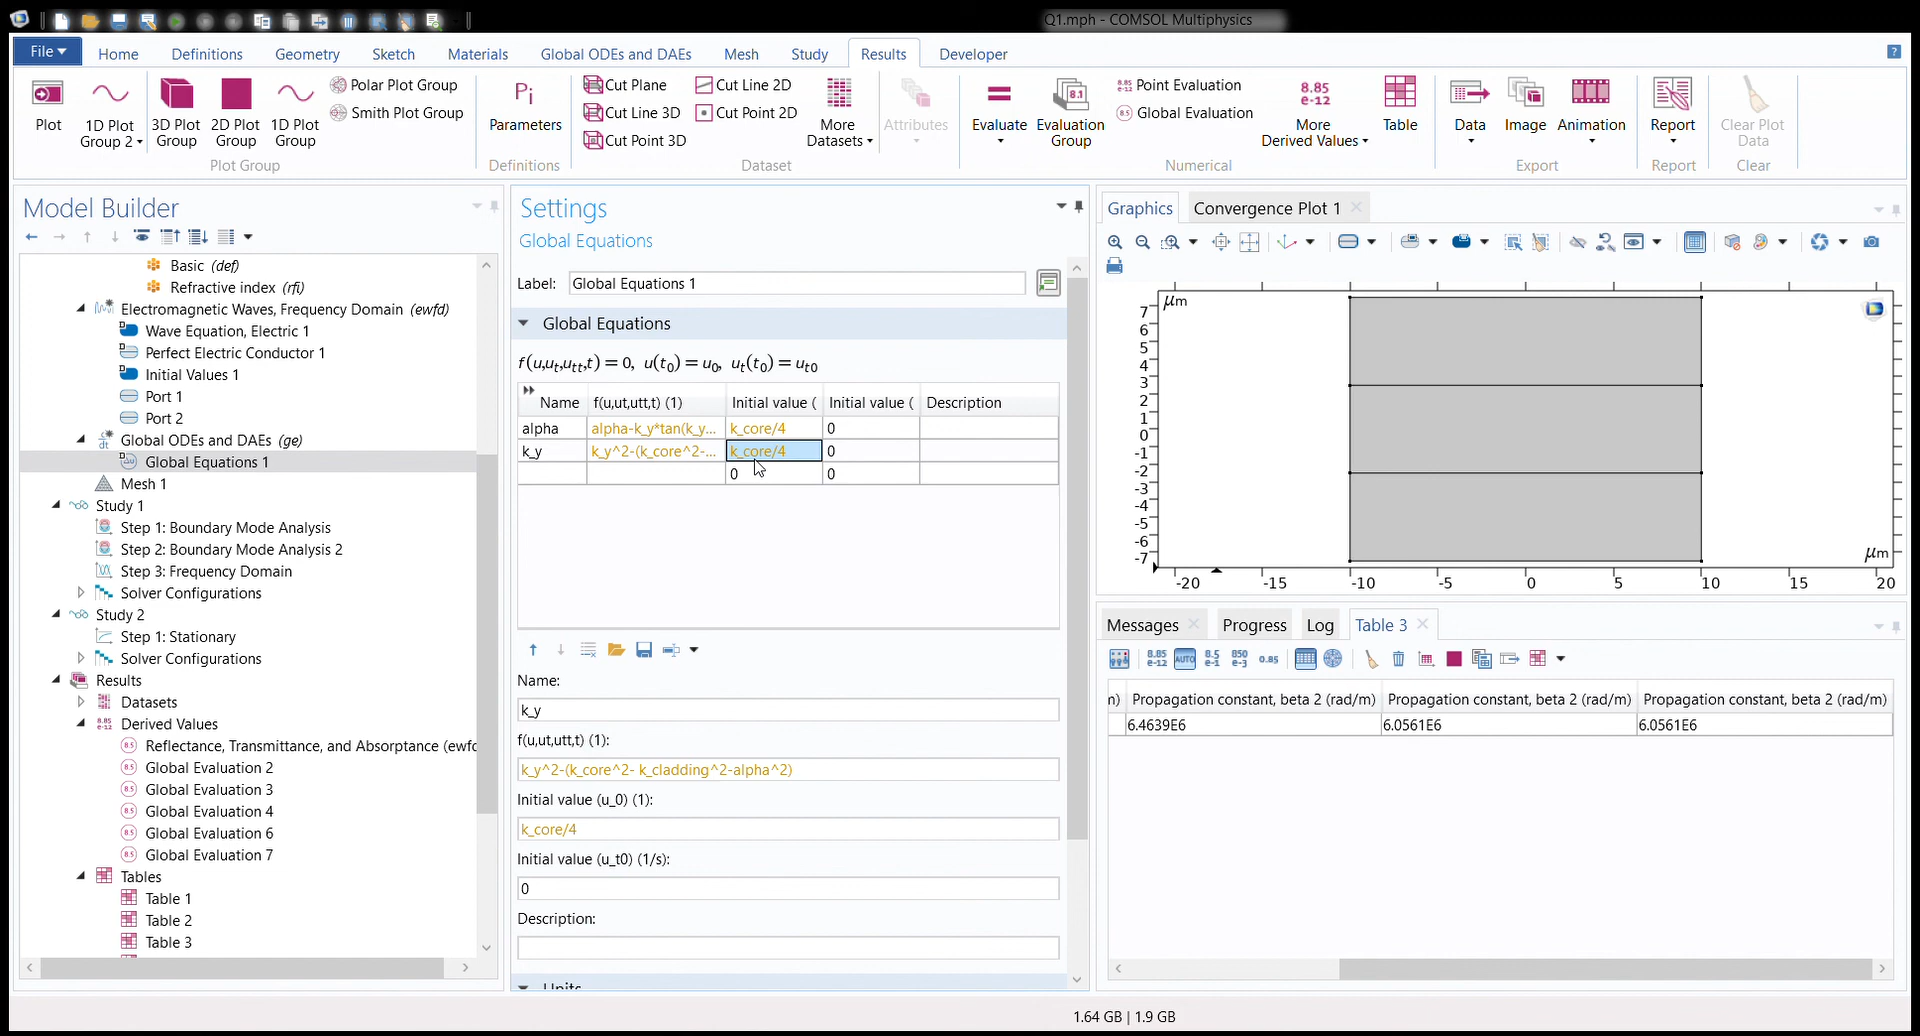 Q1.mph - COMSOL Multiphysics
File Home Definitions Geometry Sketch Materials Global ODEs and DAEs Mesh Study Results Developer
Plot
1D Plot
Group 2
3D Plot
Group
2D Plot
Group
1D Plot
Group
Polar Plot Group
Smith Plot Group
Plot Group
Pi
Parameters
Definitions
Cut Plane
Cut Line 3D
Cut Point 3D
Cut Line 2D
Cut Point 2D
More
Datasets
Attributes
Dataset
Evaluate
8.1
Evaluation
Group
8.85
e-12
Point Evaluation
8.5
Global Evaluation
8.85
e-12
More
Derived Values
Numerical
Table
Data
Image
Animation
Export
Report
Report
Clear Plot
Data
Clear
Model Builder
Basic (def)
Refractive index (rfi)
Electromagnetic Waves, Frequency Domain (ewfd)
Wave Equation, Electric 1
Perfect Electric Conductor 1
Initial Values 1
Port 1
Port 2
Global ODEs and DAEs (ge)
Global Equations 1
Mesh 1
Study 1
Step 1: Boundary Mode Analysis
Step 2: Boundary Mode Analysis 2
Step 3: Frequency Domain
Solver Configurations
Study 2
Step 1: Stationary
Solver Configurations
Results
Datasets
8.85
e-12
Derived Values
Reflectance, Transmittance, and Absorptance (ewfd
Global Evaluation 2
Global Evaluation 3
Global Evaluation 4
Global Evaluation 6
Global Evaluation 7
Tables
Table 1
Table 2
Table 3
Settings
Global Equations
Label: Global Equations 1
Global Equations
f(u,ut,utt,t) = 0, u(t0) = u0, ut(t0) = ut0
Name f(u,ut,utt,t) (1) Initial value ( Initial value ( Description
alpha alpha-k_y*tan(k_y... k_core/4 0
k_y k_y^2-(k_core^2-... k_core/4 0
0 0
Name:
k_y
f(u,ut,utt,t) (1):
k_y^2-(k_core^2- k_cladding^2-alpha^2)
Initial value (u_0) (1):
k_core/4
Initial value (u_t0) (1/s):
0
Description:
Units
Graphics Convergence Plot 1
µm
7
6
5
4
3
2
1
0
-1
-2
-3
-4
-5
-6
-7
µm
-20 -15 -10 -5 0 5 10 15 20
Messages Progress Log Table 3
8.85
e-12
AUTO
8.5
e-1
850
e-3
0.85
n) Propagation constant, beta 2 (rad/m) Propagation constant, beta 2 (rad/m) Propagation constant, beta 2 (rad/m)
6.4639E6 6.0561E6 6.0561E6
1.64 GB | 1.9 GB